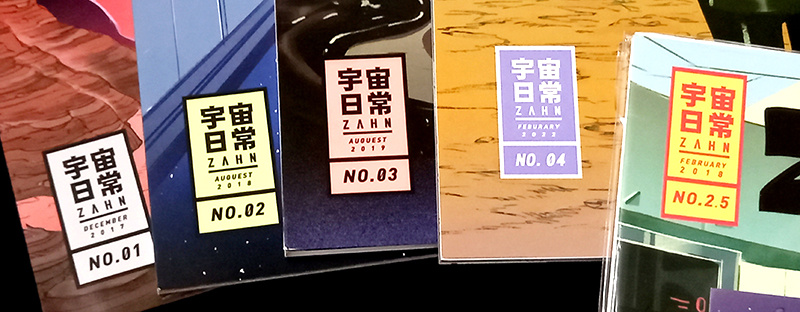 宇宙
日常
ZAHN
DECEMBER
2017
NO.01
宇宙
日常
ZAHN
AUGUEST
2018
NO.02
宇宙
日常
ZAHN
AUGUEST
2019
NO.03
宇宙
日常
ZAHN
FEBURARY
2022
NO.04
宇宙
日常
ZAHN
FEBRUARY
2018
NO.2.5
Z